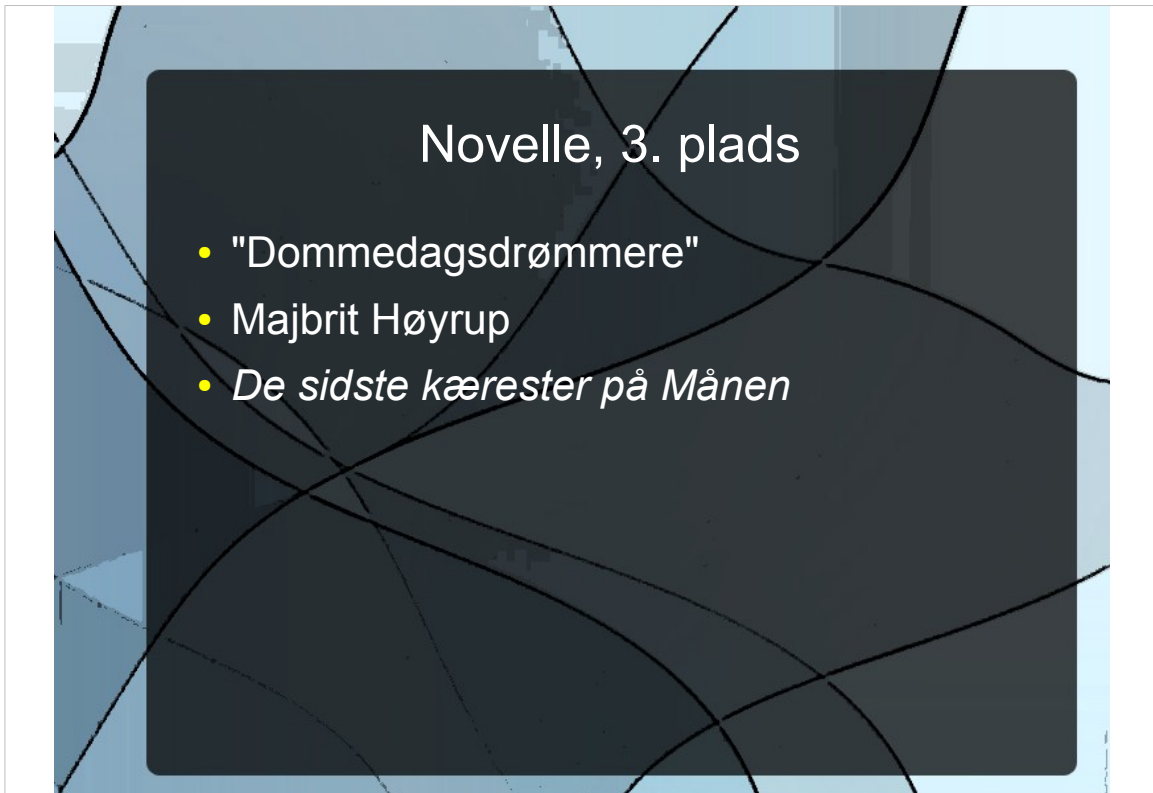 Novelle, 3. plads
• "Dommedagsdrømmere"
• Majbrit Høyrup
• De sidste kærester på Månen